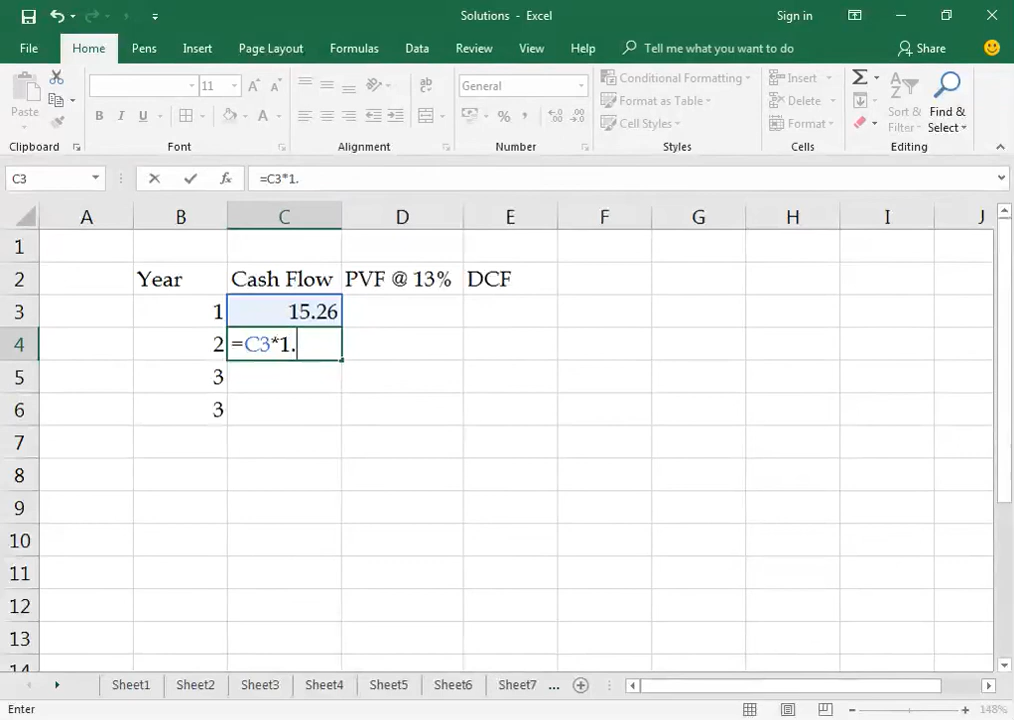 Solutions - Excel
Sign in
File Home Pens Insert Page Layout Formulas Data Review View Help Tell me what you want to do Share
Paste
11
B I U
A
General
% ,
Conditional Formatting
Format as Table
Cell Styles
Insert
Delete
Format
Sort & Filter
Find & Select
Clipboard Font Alignment Number Styles Cells Editing
C3 fx =C3*1.
A B C D E F G H I J
1
2 Year Cash Flow PVF @ 13% DCF
3 1 15.26
4 2 =C3*1.
5 3
6 3
7
8
9
10
11
12
13
14
Sheet1 Sheet2 Sheet3 Sheet4 Sheet5 Sheet6 Sheet7 ...
Enter 148%